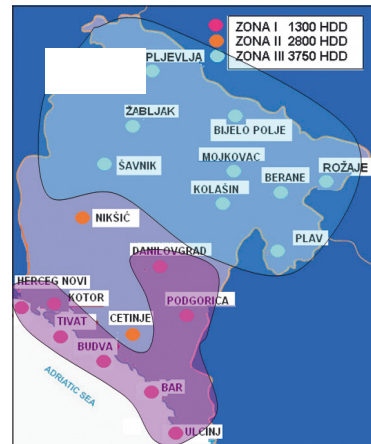 ZONA I 1300 HDD
ZONA II 2800 HDD
ZONA III 3750 HDD
PLJEVLJA
ŽABLJAK
BIJELO POLJE
MOJKOVAC
ŠAVNIK
ROŽAJE
BERANE
KOLAŠIN
NIKŠIĆ
PLAV
DANILOVGRAD
HERCEG NOVI
KOTOR
PODGORICA
TIVAT
CETINJE
BUDVA
ADRIATIC SEA
BAR
ULCINJ